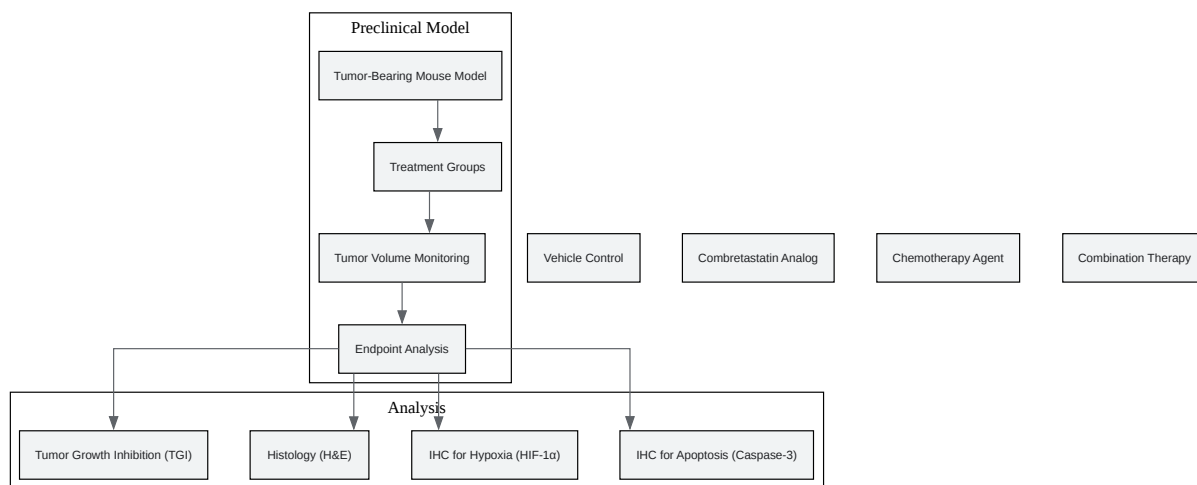 Preclinical Model
Tumor-Bearing Mouse Model
Treatment Groups
Tumor Volume Monitoring
Vehicle Control
Combretastatin Analog
Chemotherapy Agent
Combination Therapy
Endpoint Analysis
Analysis
Tumor Growth Inhibition (TGI)
Histology (H&E)
IHC for Hypoxia (HIF-1α)
IHC for Apoptosis (Caspase-3)